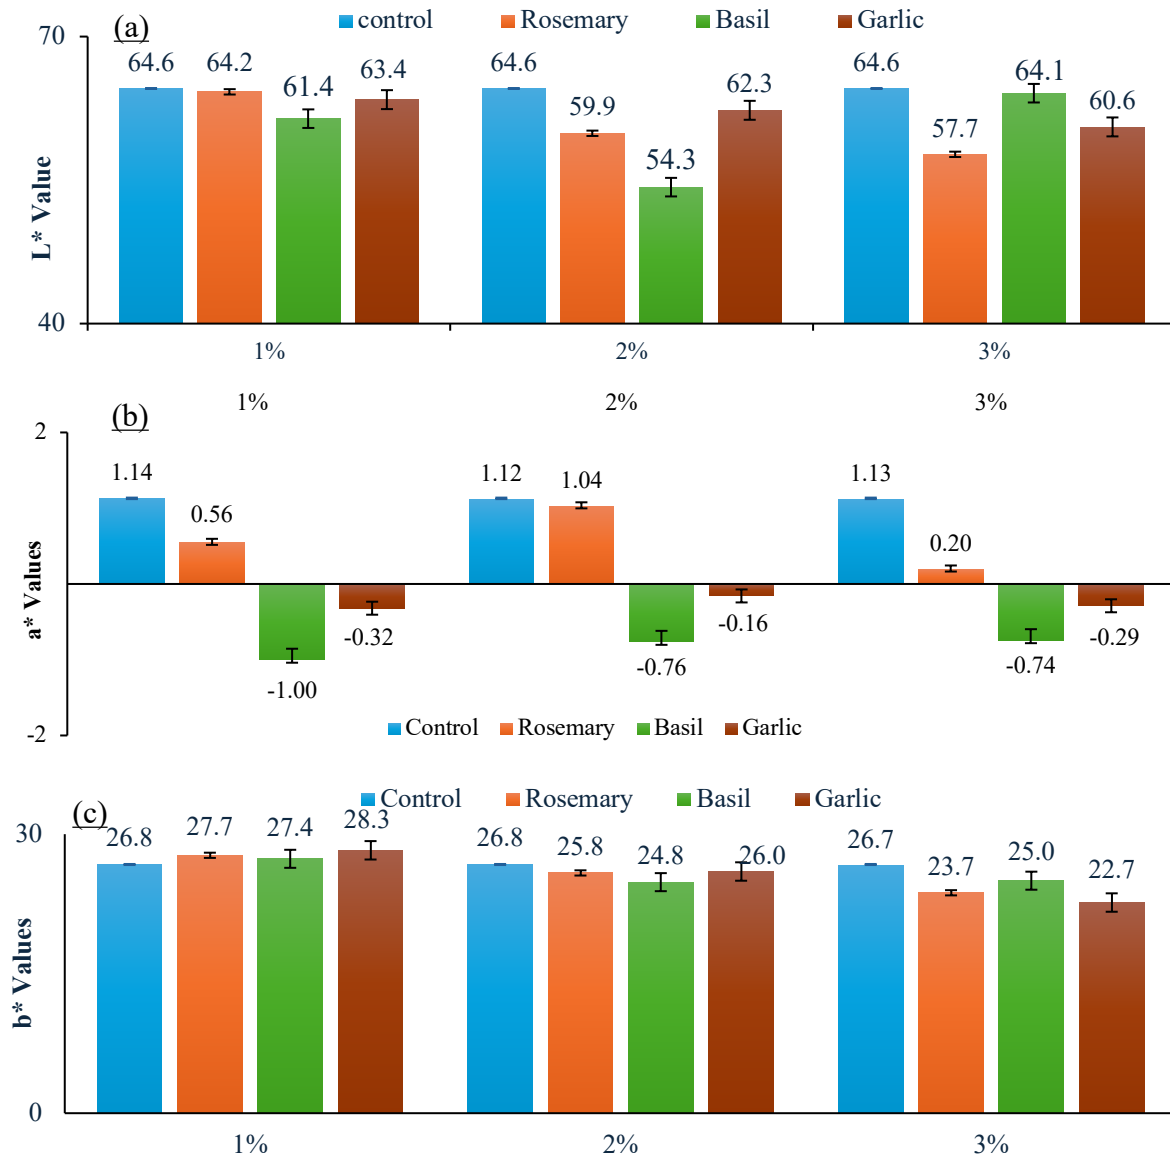 (a) control Rosemary Basil Garlic
70
64.6 64.2 61.4 63.4 64.6 59.9 54.3 62.3 64.6 57.7 64.1 60.6
L* Value
40
1% 2% 3%
(b) 1% 2% 3%
2
1.14 0.56 -1.00 -0.32 1.12 1.04 -0.76 -0.16 1.13 0.20 -0.74 -0.29
a* Values
-2
Control Rosemary Basil Garlic
(c) Control Rosemary Basil Garlic
30
26.8 27.7 27.4 28.3 26.8 25.8 24.8 26.0 26.7 23.7 25.0 22.7
b* Values
0
1% 2% 3%